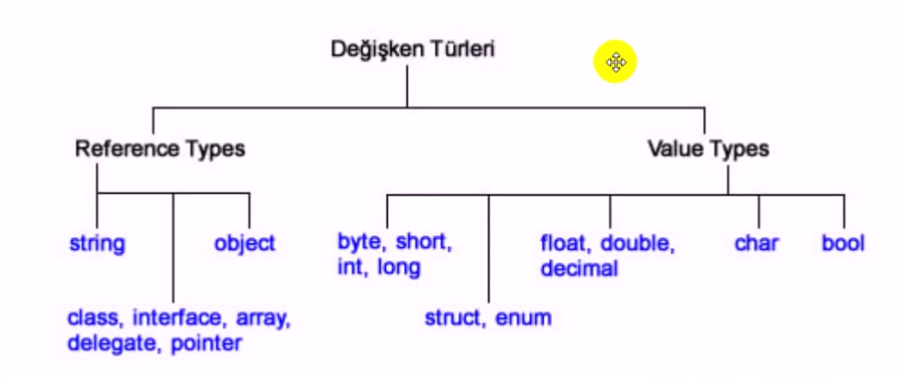 Değişken Türleri
Reference Types
Value Types
string
object
byte, short,
int, long
float, double,
decimal
char
bool
class, interface, array,
delegate, pointer
struct, enum